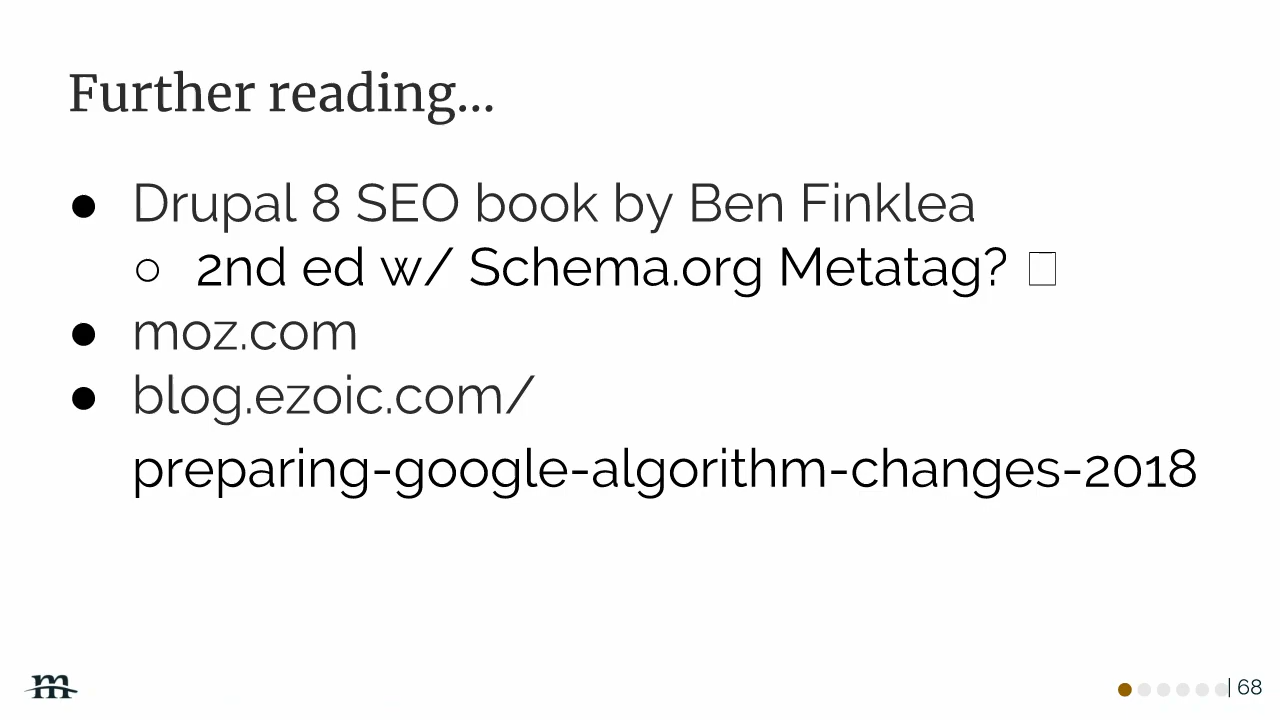 Further reading...
● Drupal 8 SEO book by Ben Finklea
○ 2nd ed w/ Schema.org Metatag? □
● moz.com
● blog.ezoic.com/
preparing-google-algorithm-changes-2018
m
| 68